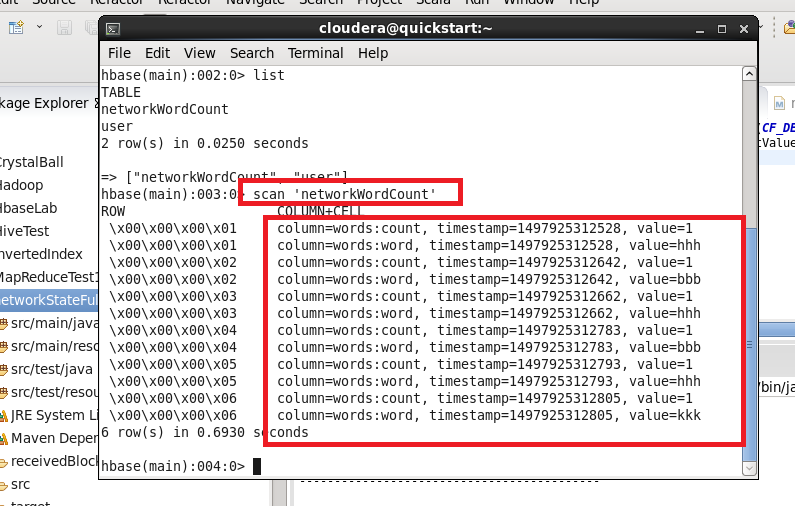 Edit Source Refactor Refactor Navigate Search Project Scala Run Window Help
cloudera@quickstart:~
File Edit View Search Terminal Help
hbase(main):002:0> list
TABLE
networkWordCount
user
2 row(s) in 0.0250 seconds
=> ["networkWordCount", "user"]
hbase(main):003:0> scan 'networkWordCount'
ROW COLUMN+CELL
\x00\x00\x00\x01 column=words:count, timestamp=1497925312528, value=1
\x00\x00\x00\x01 column=words:word, timestamp=1497925312528, value=hhh
\x00\x00\x00\x02 column=words:count, timestamp=1497925312642, value=1
\x00\x00\x00\x02 column=words:word, timestamp=1497925312642, value=bbb
\x00\x00\x00\x03 column=words:count, timestamp=1497925312662, value=1
\x00\x00\x00\x03 column=words:word, timestamp=1497925312662, value=hhh
\x00\x00\x00\x04 column=words:count, timestamp=1497925312783, value=1
\x00\x00\x00\x04 column=words:word, timestamp=1497925312783, value=bbb
\x00\x00\x00\x05 column=words:count, timestamp=1497925312793, value=1
\x00\x00\x00\x05 column=words:word, timestamp=1497925312793, value=hhh
\x00\x00\x00\x06 column=words:count, timestamp=1497925312805, value=1
\x00\x00\x00\x06 column=words:word, timestamp=1497925312805, value=kkk
6 row(s) in 0.6930 seconds
hbase(main):004:0>
kage Explorer
rystalBall
Hadoop
HbaseLab
HiveTest
nvertedIndex
MapReduceTest1
networkStateFul
src/main/java
src/main/reso
src/test/java
src/test/resou
JRE System Li
Maven Depen
receivedBlock
src
target
(CF_DE
tValue
/bin/ja